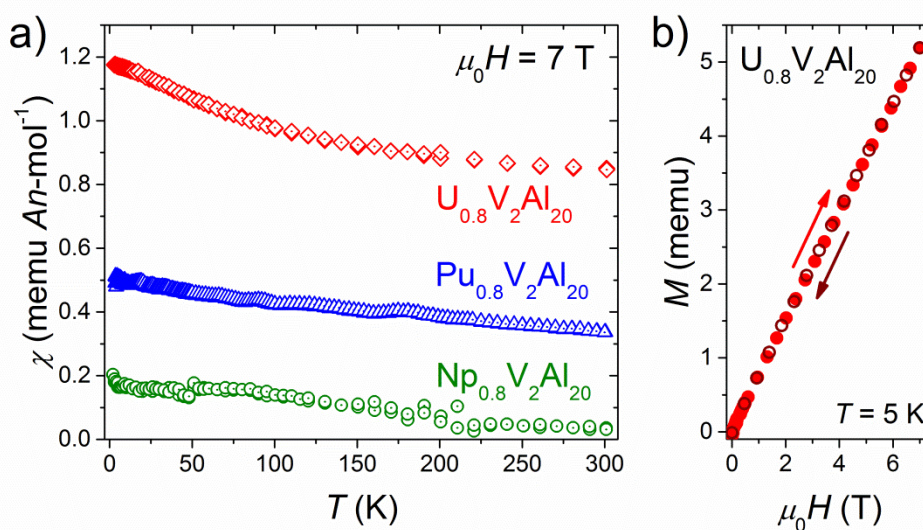 a)
μ₀H = 7 T
1.2
1.0
0.8
0.6
0.4
0.2
0.0
χ (memu An-mol⁻¹)
U₀.₈V₂Al₂₀
Pu₀.₈V₂Al₂₀
Np₀.₈V₂Al₂₀
0 50 100 150 200 250 300
T (K)
b)
U₀.₈V₂Al₂₀
5
4
3
2
1
0
M (memu)
T = 5 K
0 2 4 6
μ₀H (T)